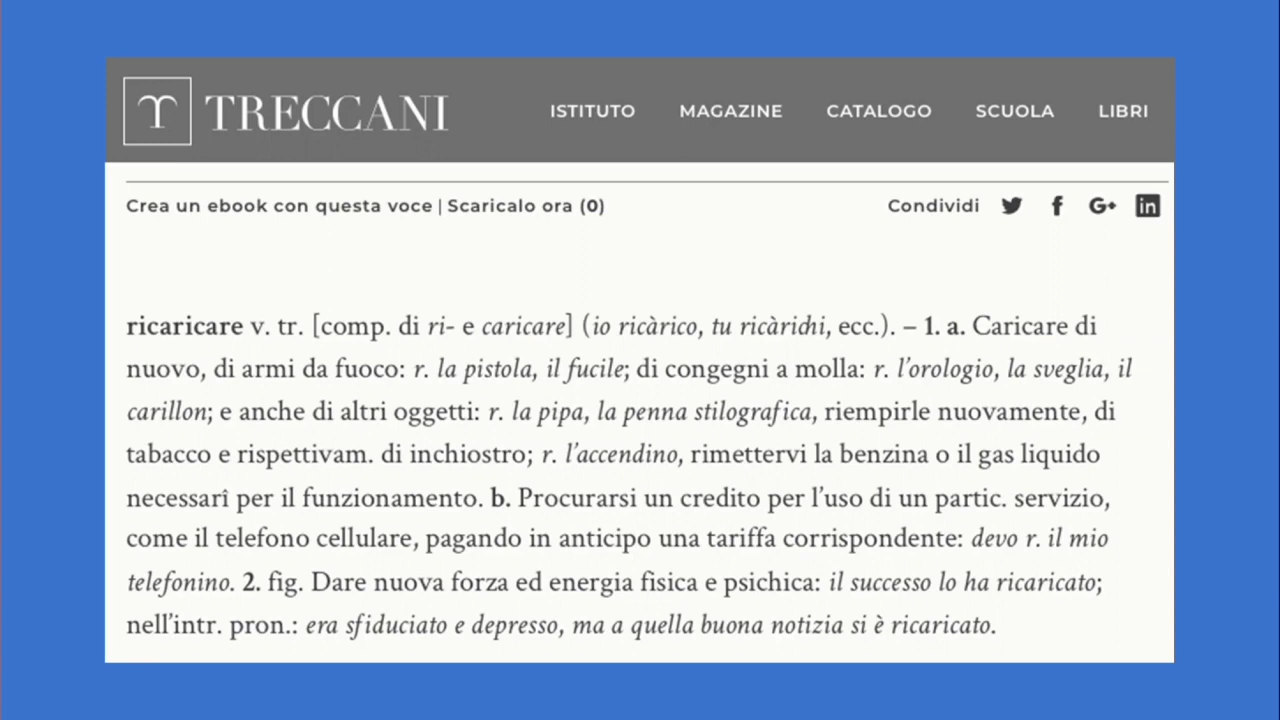 TRECCANI
ISTITUTO MAGAZINE CATALOGO SCUOLA LIBRI
Crea un ebook con questa voce | Scaricalo ora (0)
Condividi
ricaricare v. tr. [comp. di ri- e caricare] (io ricàrico, tu ricàrichi, ecc.). – 1. a. Caricare di
nuovo, di armi da fuoco: r. la pistola, il fucile; di congegni a molla: r. l’orologio, la sveglia, il
carillon; e anche di altri oggetti: r. la pipa, la penna stilografica, riempirle nuovamente, di
tabacco e rispettivam. di inchiostro; r. l’accendino, rimettervi la benzina o il gas liquido
necessarî per il funzionamento. b. Procurarsi un credito per l’uso di un partic. servizio,
come il telefono cellulare, pagando in anticipo una tariffa corrispondente: devo r. il mio
telefonino. 2. fig. Dare nuova forza ed energia fisica e psichica: il successo lo ha ricaricato;
nell’intr. pron.: era sfiduciato e depresso, ma a quella buona notizia si è ricaricato.